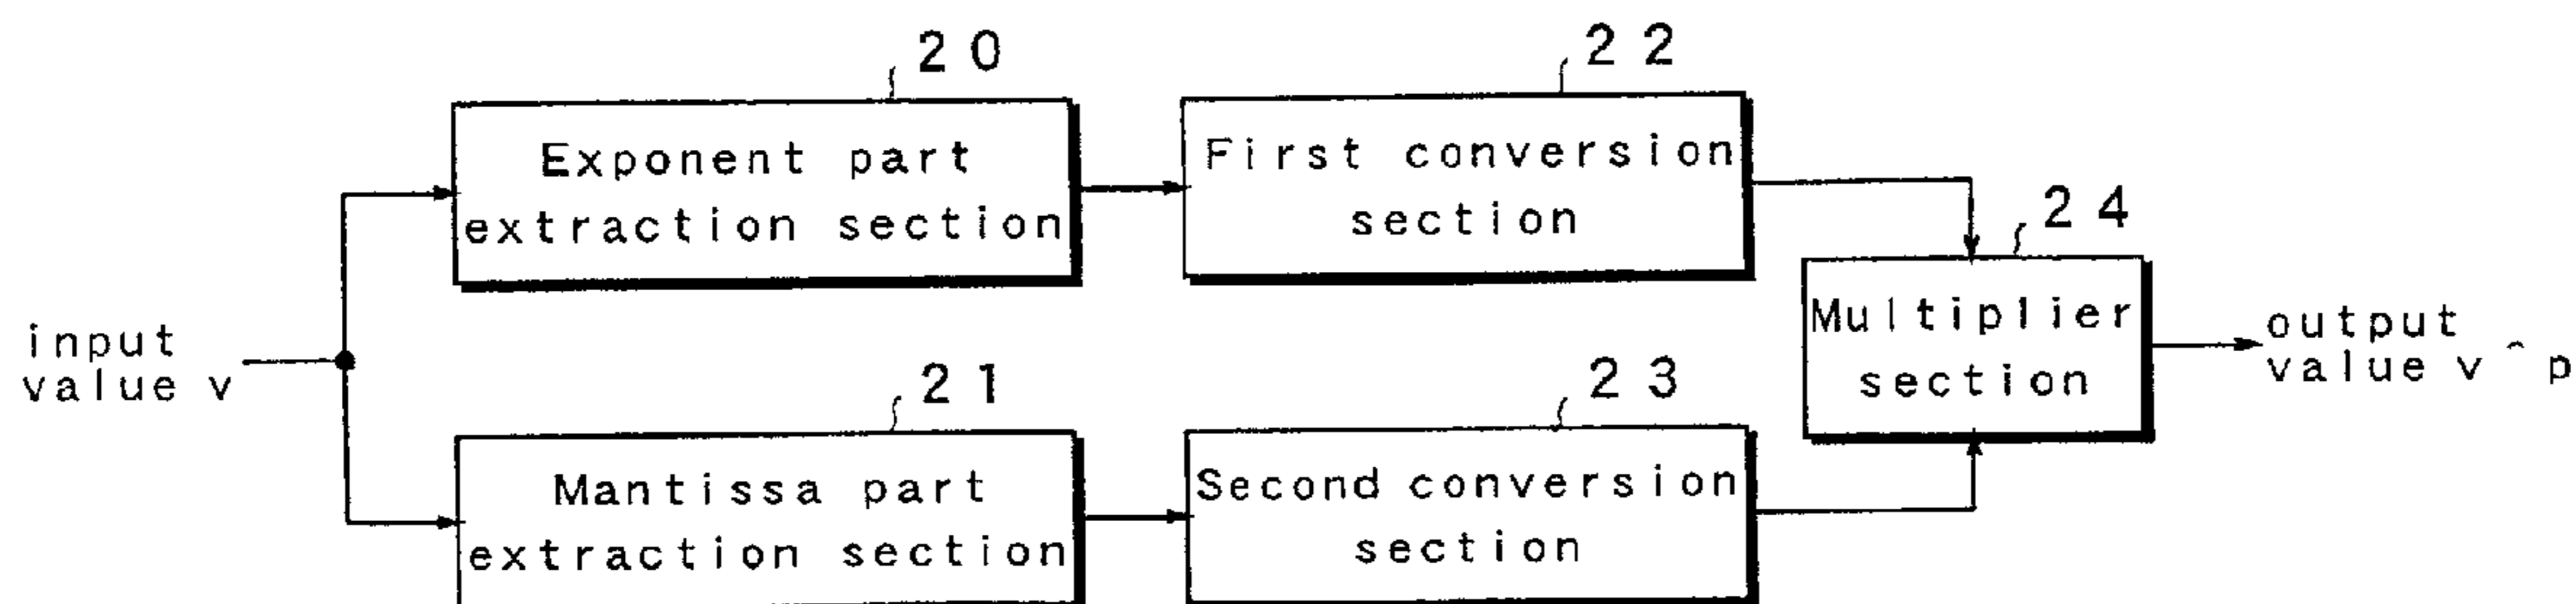 20
22
Exponent part
extraction section
First conversion
section
24
input
value v
Multiplier
section
output
value v ^ p
21
23
Mantissa part
extraction section
Second conversion
section